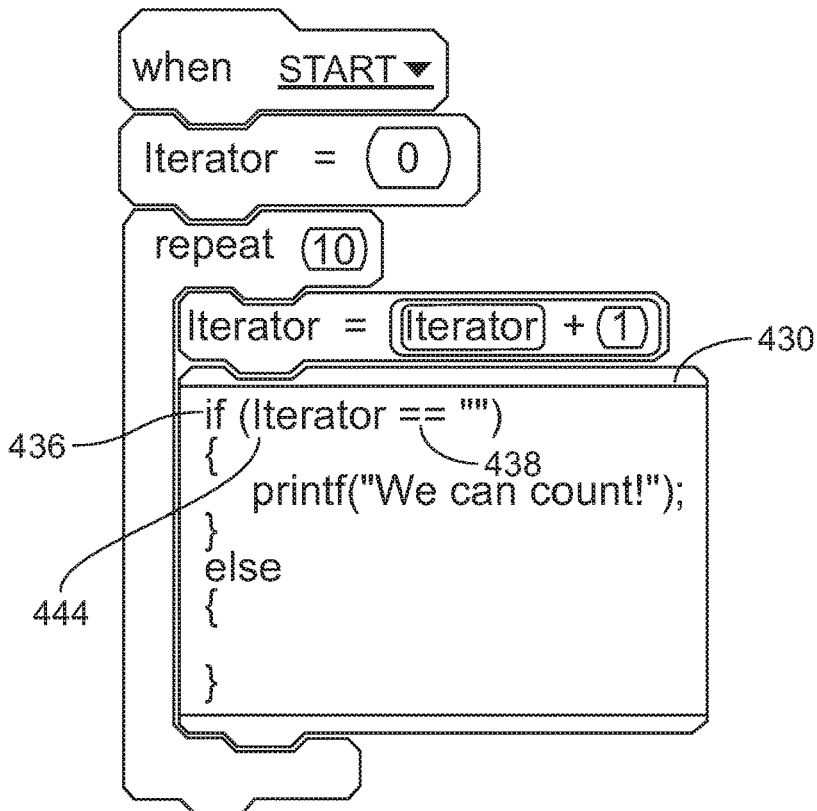 when START
Iterator = 0
repeat 10
Iterator = Iterator + 1
430
if (Iterator == "")
436
{
438
printf("We can count!");
}
else
444
{
}